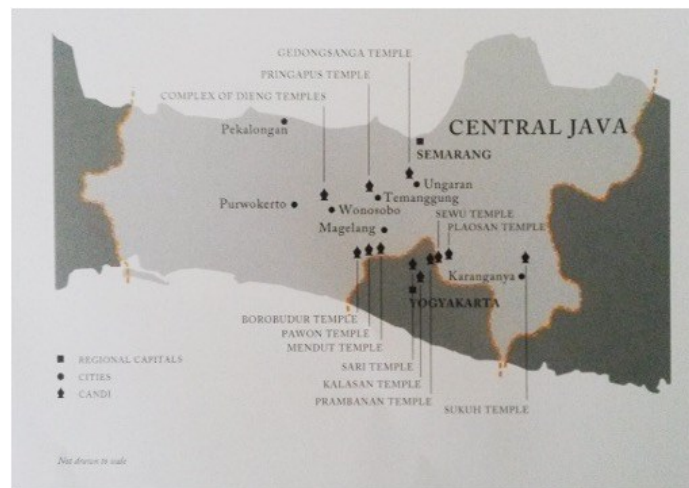 GEDONGSANGA TEMPLE
PRINGAPUS TEMPLE
COMPLEX OF DIENG TEMPLES
Pekalongan
CENTRAL JAVA
SEMARANG
Ungaran
Temanggung
Purwokerto
Wonosobo
SEWU TEMPLE
PLAOSAN TEMPLE
Magelang
Karanganya
YOGYAKARTA
BOROBUDUR TEMPLE
PAWON TEMPLE
MENDUT TEMPLE
SARI TEMPLE
KALASAN TEMPLE
PRAMBANAN TEMPLE
SUKUH TEMPLE
REGIONAL CAPITALS
CITIES
CANDI
Not drawn to scale